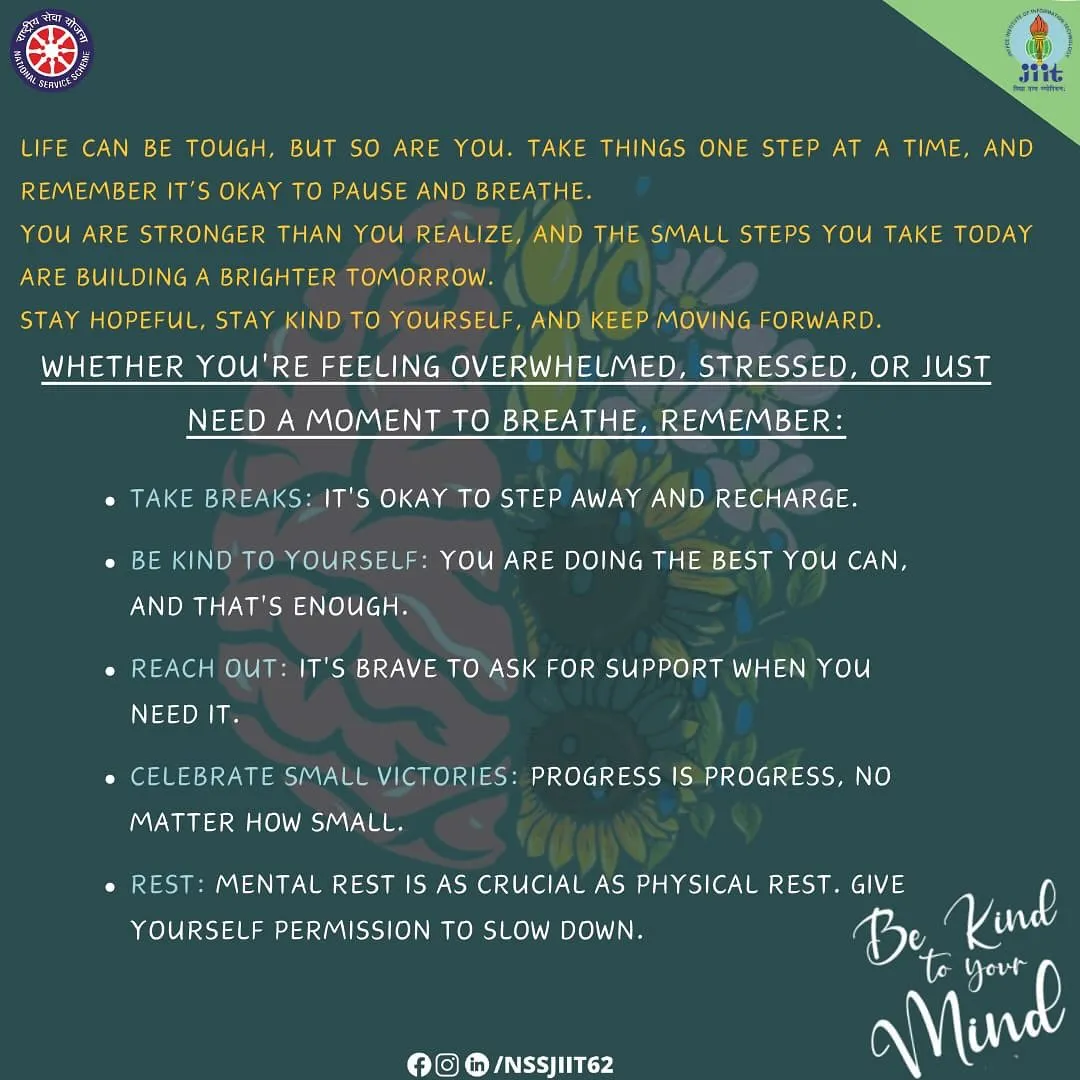 राष्ट्रीय सेवा योजना
NATIONAL SERVICE SCHEME
JAYPEE INSTITUTE OF INFORMATION TECHNOLOGY
jiit
LIFE CAN BE TOUGH, BUT SO ARE YOU. TAKE THINGS ONE STEP AT A TIME, AND
REMEMBER IT'S OKAY TO PAUSE AND BREATHE.
YOU ARE STRONGER THAN YOU REALIZE, AND THE SMALL STEPS YOU TAKE TODAY
ARE BUILDING A BRIGHTER TOMORROW.
STAY HOPEFUL, STAY KIND TO YOURSELF, AND KEEP MOVING FORWARD.
WHETHER YOU'RE FEELING OVERWHELMED, STRESSED, OR JUST
NEED A MOMENT TO BREATHE, REMEMBER:
• TAKE BREAKS: IT'S OKAY TO STEP AWAY AND RECHARGE.
• BE KIND TO YOURSELF: YOU ARE DOING THE BEST YOU CAN,
AND THAT'S ENOUGH.
• REACH OUT: IT'S BRAVE TO ASK FOR SUPPORT WHEN YOU
NEED IT.
• CELEBRATE SMALL VICTORIES: PROGRESS IS PROGRESS, NO
MATTER HOW SMALL.
• REST: MENTAL REST IS AS CRUCIAL AS PHYSICAL REST. GIVE
YOURSELF PERMISSION TO SLOW DOWN.
Be Kind
to your
Mind
/NSSJIIT62